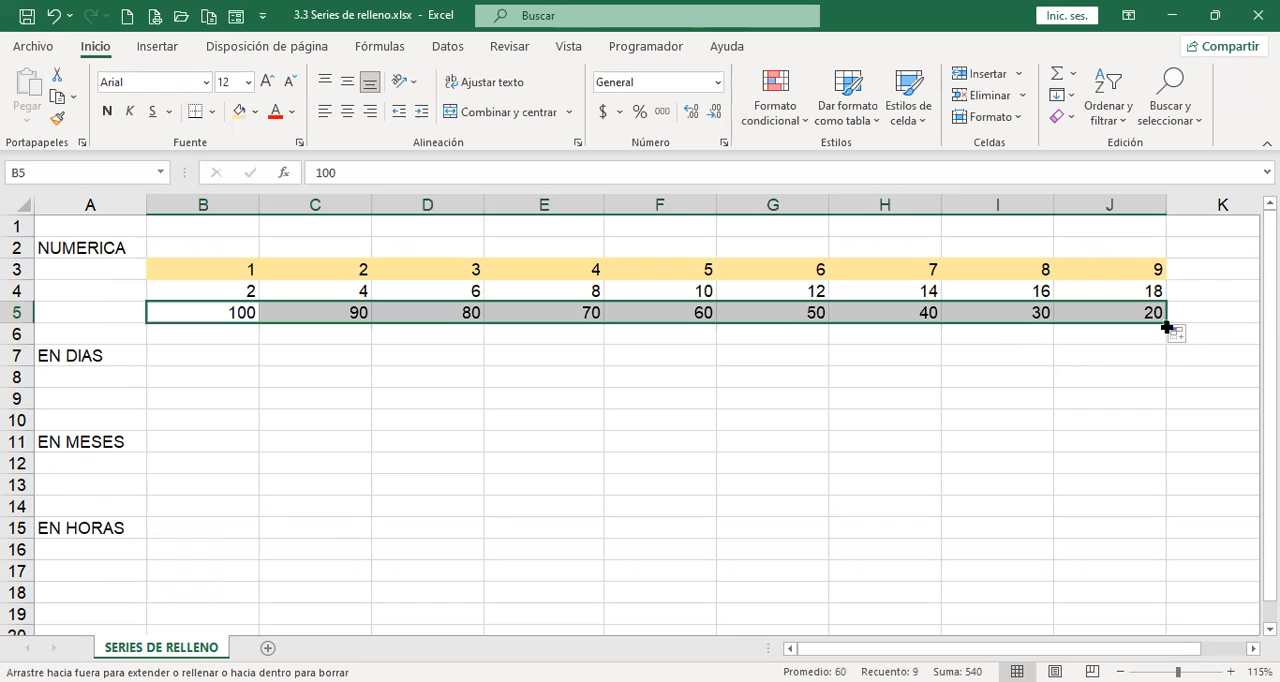 3.3 Series de relleno.xlsx - Excel
Buscar
Inic. ses.
Archivo Inicio Insertar Disposición de página Fórmulas Datos Revisar Vista Programador Ayuda
Compartir
Pegar
Portapapeles
Arial 12
N K S
Fuente
Ajustar texto
Combinar y centrar
Alineación
General
$ % 000
Número
Formato condicional
Dar formato como tabla
Estilos de celda
Estilos
Insertar
Eliminar
Formato
Celdas
Ordenar y filtrar
Buscar y seleccionar
Edición
B5 fx 100
A B C D E F G H I J K
1
2 NUMERICA
3 1 2 3 4 5 6 7 8 9
4 2 4 6 8 10 12 14 16 18
5 100 90 80 70 60 50 40 30 20
6
7 EN DIAS
8
9
10
11 EN MESES
12
13
14
15 EN HORAS
16
17
18
19
20
SERIES DE RELLENO
Arrastre hacia fuera para extender o rellenar o hacia dentro para borrar
Promedio: 60 Recuento: 9 Suma: 540
115%